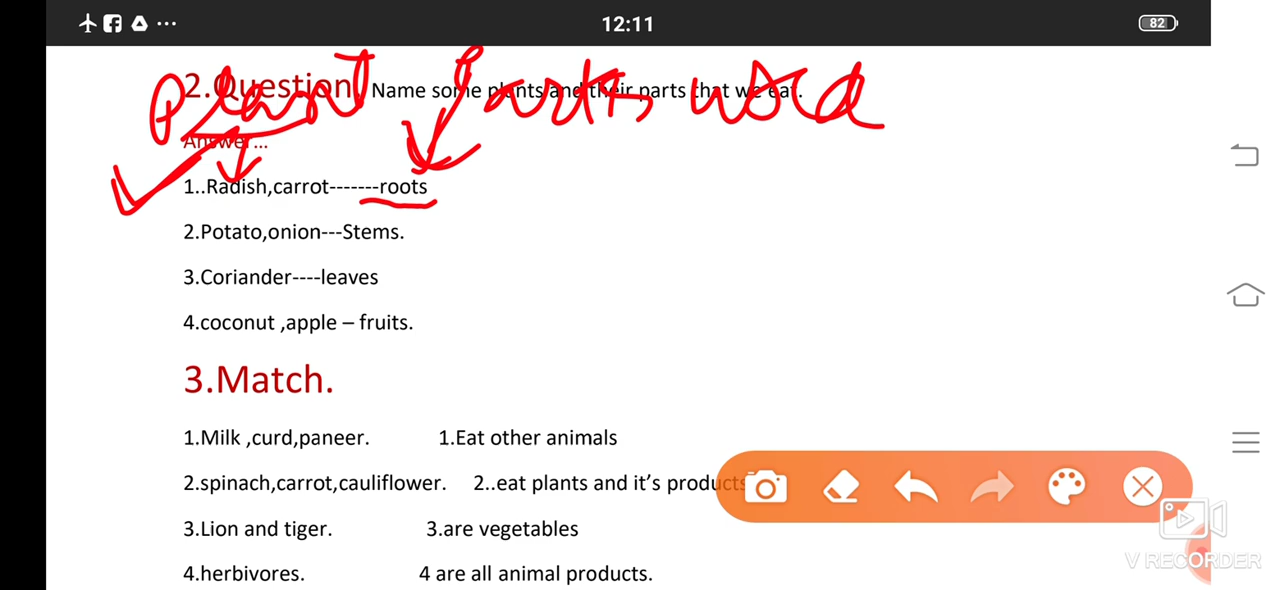 12:11
82
2.Question Name some plants and their parts that we eat.
Plant Parts used
Answer...
1..Radish,carrot-------roots
2.Potato,onion---Stems.
3.Coriander----leaves
4.coconut ,apple – fruits.
3.Match.
1.Milk ,curd,paneer. 1.Eat other animals
2.spinach,carrot,cauliflower. 2..eat plants and it’s products
3.Lion and tiger. 3.are vegetables
4.herbivores. 4 are all animal products.
V RECORDER